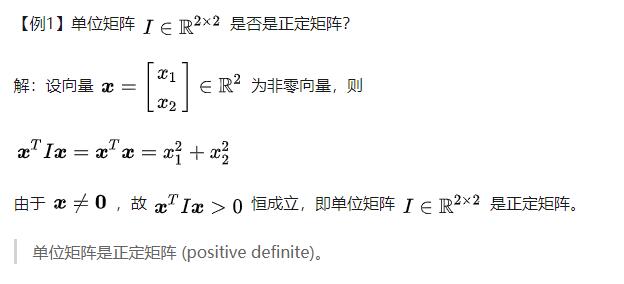 【例1】单位矩阵 $I \in \mathbb{R}^{2\times 2}$ 是否是正定矩阵？
解：设向量 $\boldsymbol{x} = \begin{bmatrix} x_1 \\ x_2 \end{bmatrix} \in \mathbb{R}^2$ 为非零向量，则
$\boldsymbol{x}^T I \boldsymbol{x} = \boldsymbol{x}^T \boldsymbol{x} = x_1^2 + x_2^2$
由于 $\boldsymbol{x} \neq \boldsymbol{0}$ ，故 $\boldsymbol{x}^T I \boldsymbol{x} > 0$ 恒成立，即单位矩阵 $I \in \mathbb{R}^{2\times 2}$ 是正定矩阵。
单位矩阵是正定矩阵 (positive definite)。